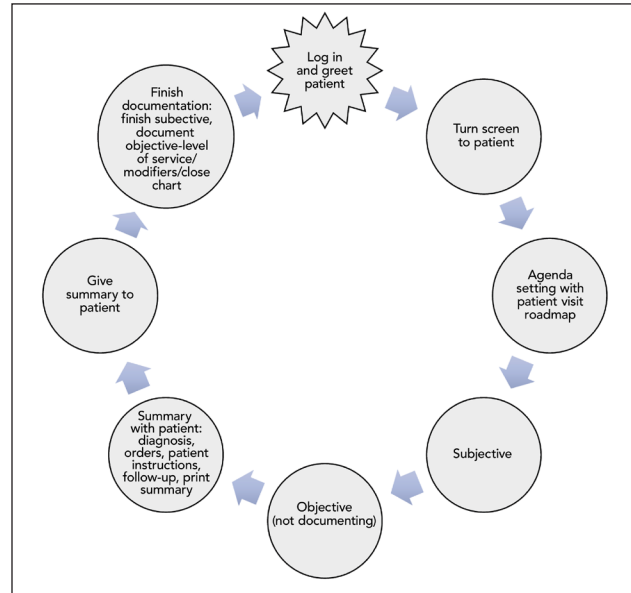 Log in
and greet
patient
Turn screen
to patient
Agenda
setting with
patient visit
roadmap
Subjective
Objective
(not documenting)
Summary
with patient:
diagnosis,
orders, patient
instructions,
follow-up, print
summary
Give
summary to
patient
Finish
documentation:
finish subective,
document
objective-level
of service/
modifiers/close
chart